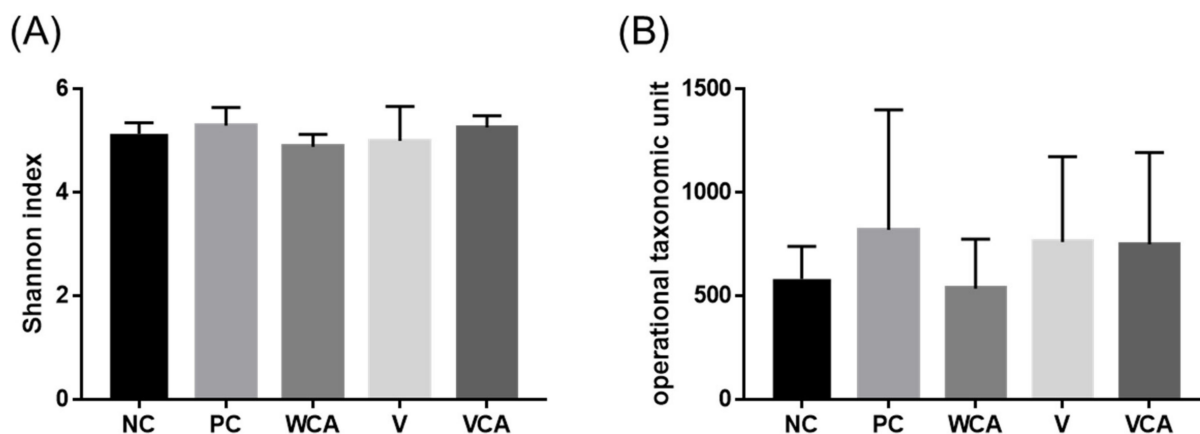 (A)
Shannon index
6
4
2
0
NC PC WCA V VCA
(B)
operational taxonomic unit
1500
1000
500
0
NC PC WCA V VCA